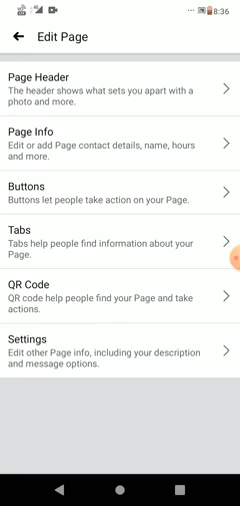 8:36
Edit Page
Page Header
The header shows what sets you apart with a
photo and more.
Page Info
Edit or add Page contact details, name, hours
and more.
Buttons
Buttons let people take action on your Page.
Tabs
Tabs help people find information about your
Page.
QR Code
QR code help people find your Page and take
actions.
Settings
Edit other Page info, including your description
and message options.